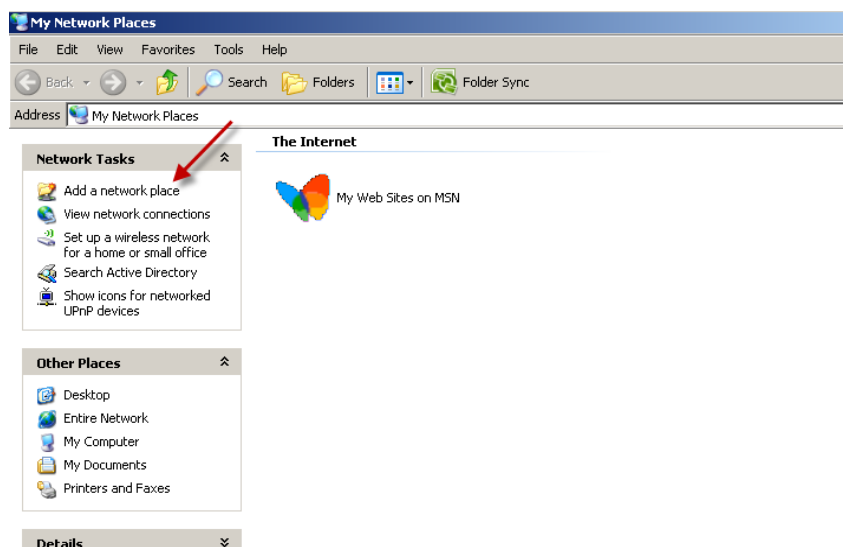 My Network Places
File Edit View Favorites Tools Help
Back Search Folders Folder Sync
Address My Network Places
Network Tasks
Add a network place
View network connections
Set up a wireless network
for a home or small office
Search Active Directory
Show icons for networked
UPnP devices
Other Places
Desktop
Entire Network
My Computer
My Documents
Printers and Faxes
Details
The Internet
My Web Sites on MSN